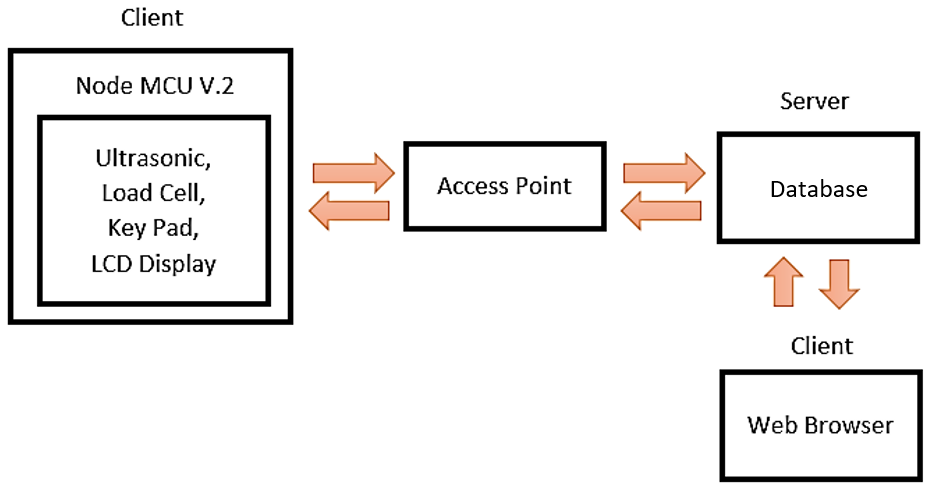 Client
Node MCU V.2
Ultrasonic,
Load Cell,
Key Pad,
LCD Display
Access Point
Server
Database
Client
Web Browser